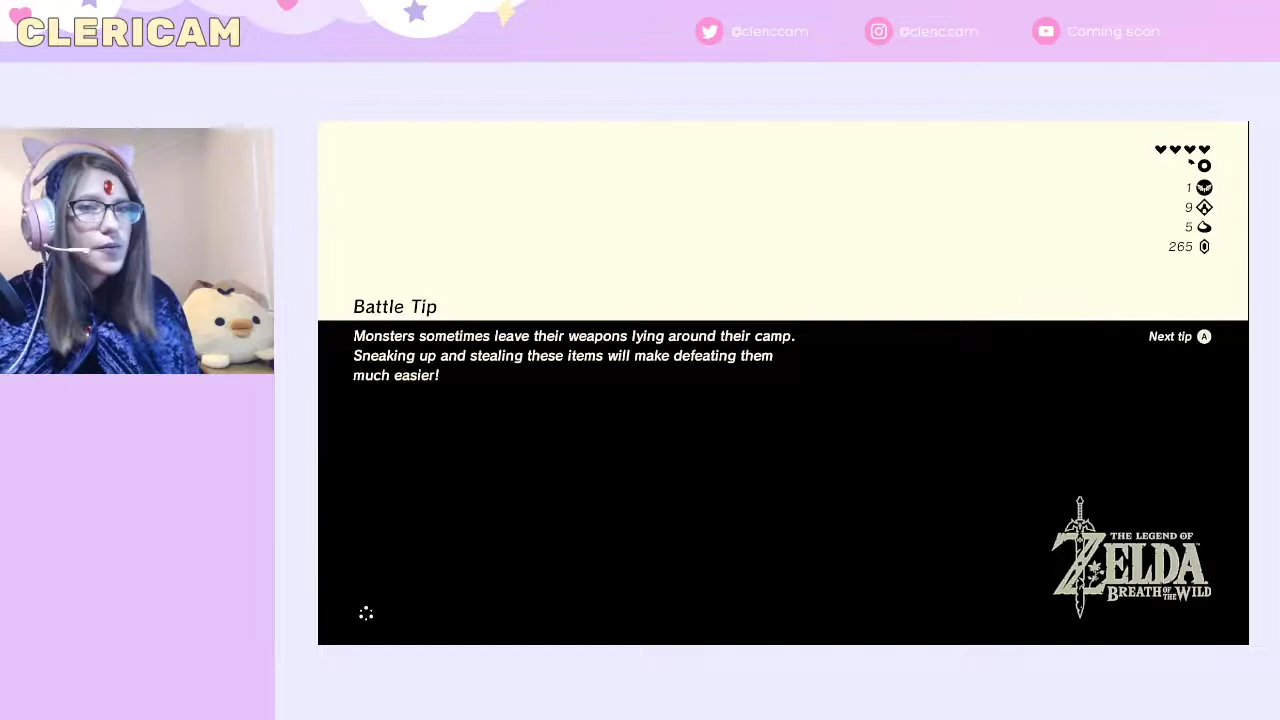 CLERICAM
@clericcam
@cleric.cam
Coming soon
1
9
5
265
Battle Tip
Monsters sometimes leave their weapons lying around their camp.
Sneaking up and stealing these items will make defeating them
much easier!
Next tip A
THE LEGEND OF
ZELDA
BREATH OF THE WILD